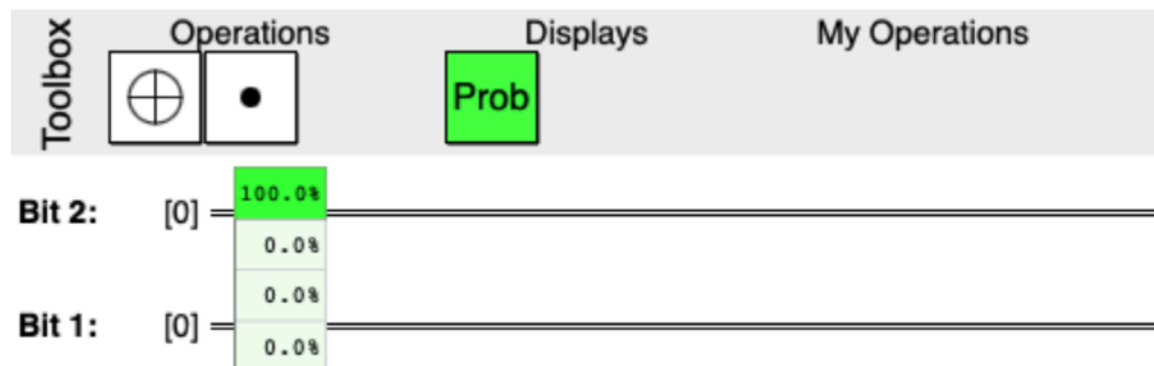 Toolbox
Operations
Displays
My Operations
Prob
Bit 2:
[0]
100.0%
0.0%
0.0%
Bit 1:
[0]
0.0%